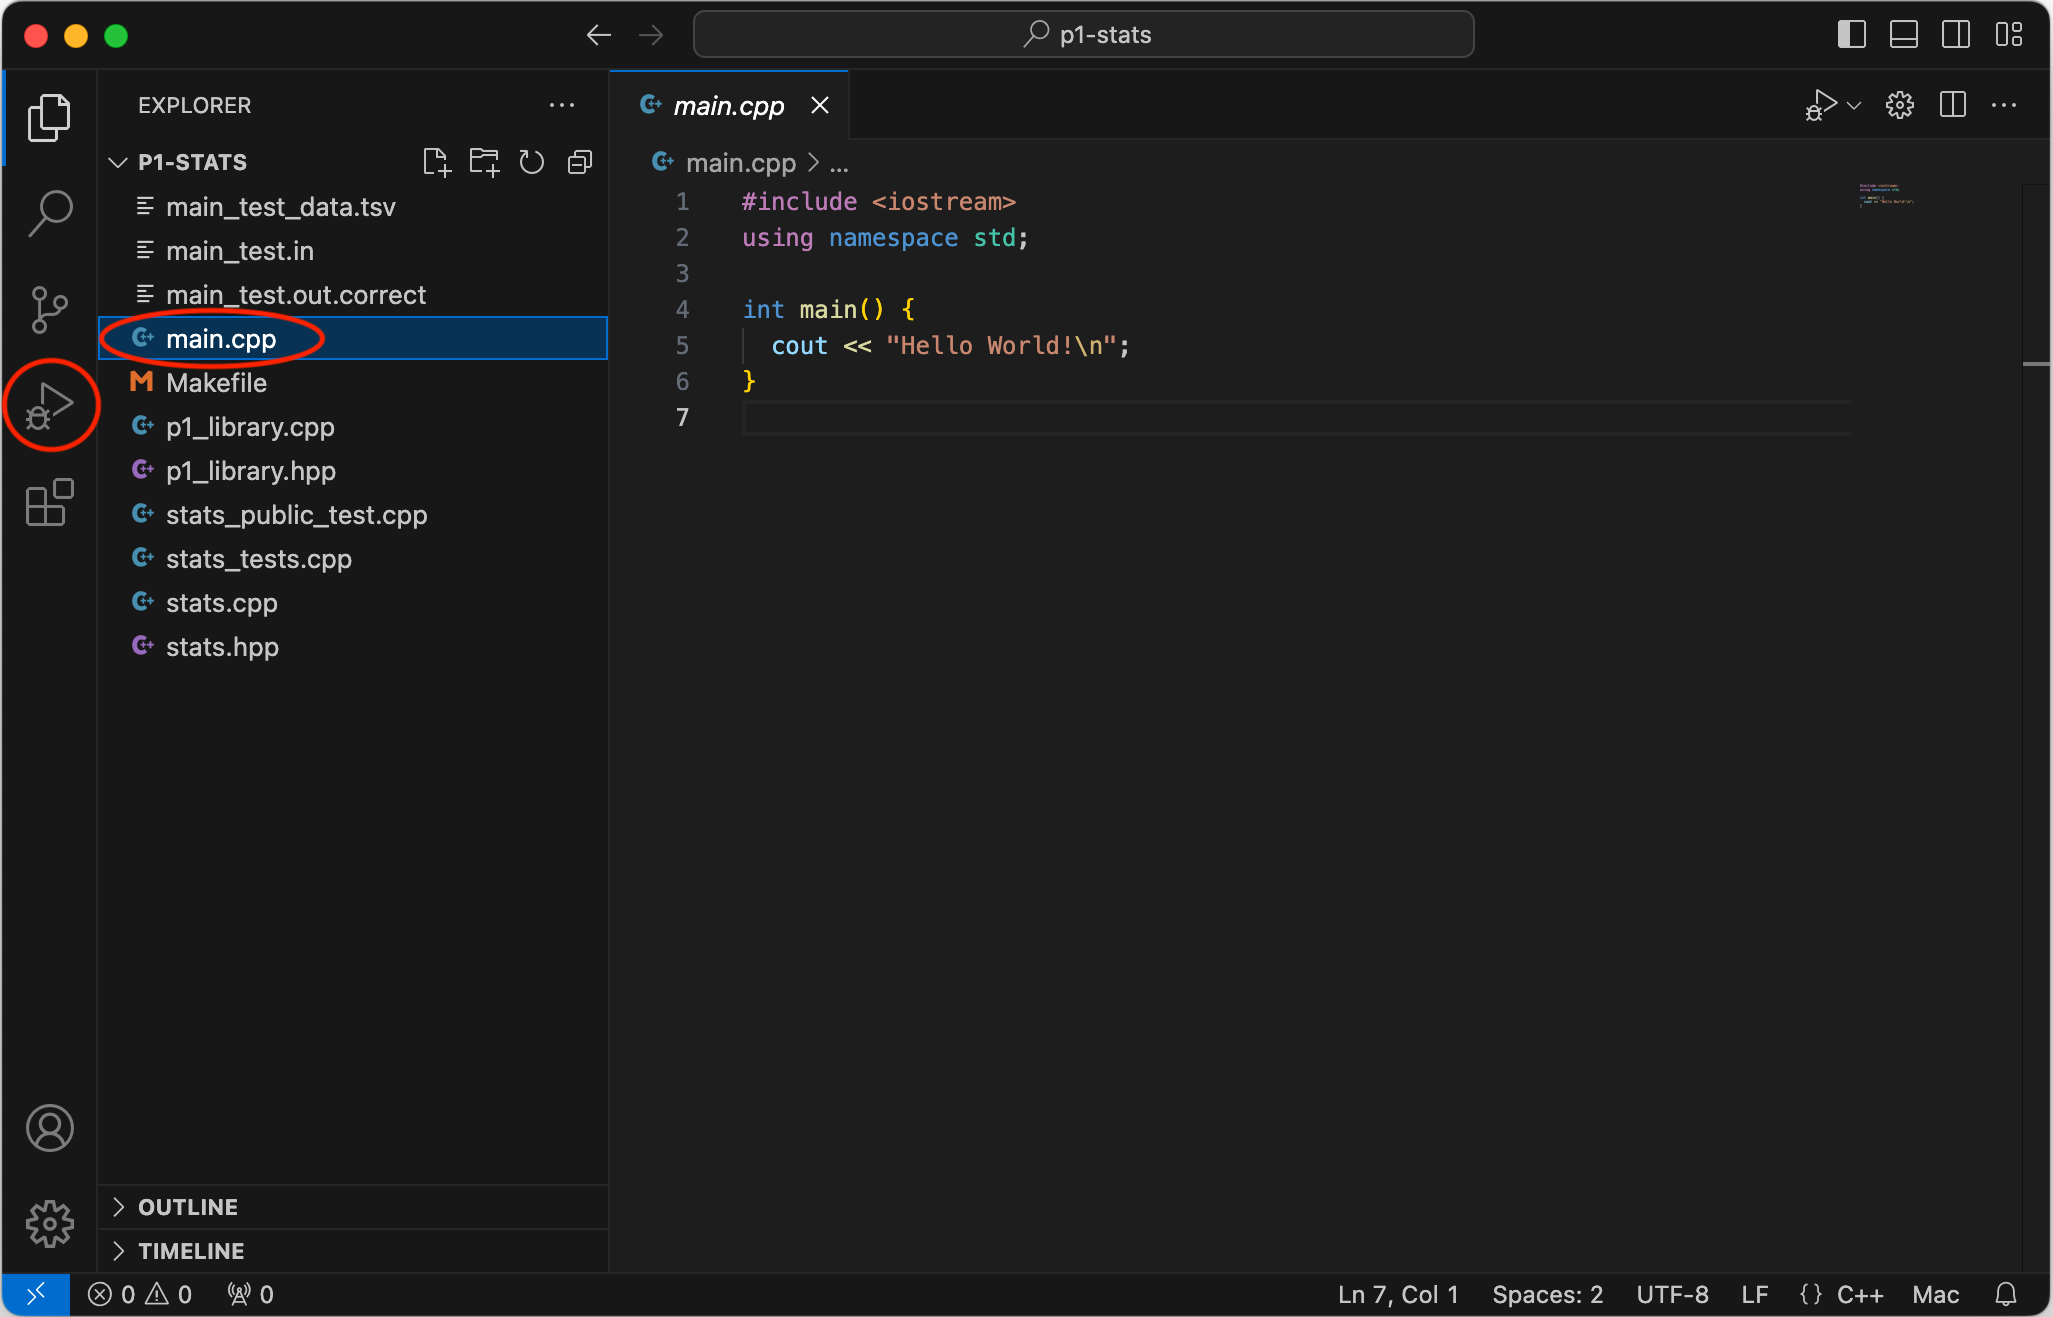 p1-stats
EXPLORER
P1-STATS
main_test_data.tsv
main_test.in
main_test.out.correct
main.cpp
Makefile
p1_library.cpp
p1_library.hpp
stats_public_test.cpp
stats_tests.cpp
stats.cpp
stats.hpp
OUTLINE
TIMELINE
main.cpp
main.cpp > ...
1 #include <iostream>
2 using namespace std;
3
4 int main() {
5 cout << "Hello World!\n";
6 }
7
0 0 0
Ln 7, Col 1 Spaces: 2 UTF-8 LF {} C++ Mac